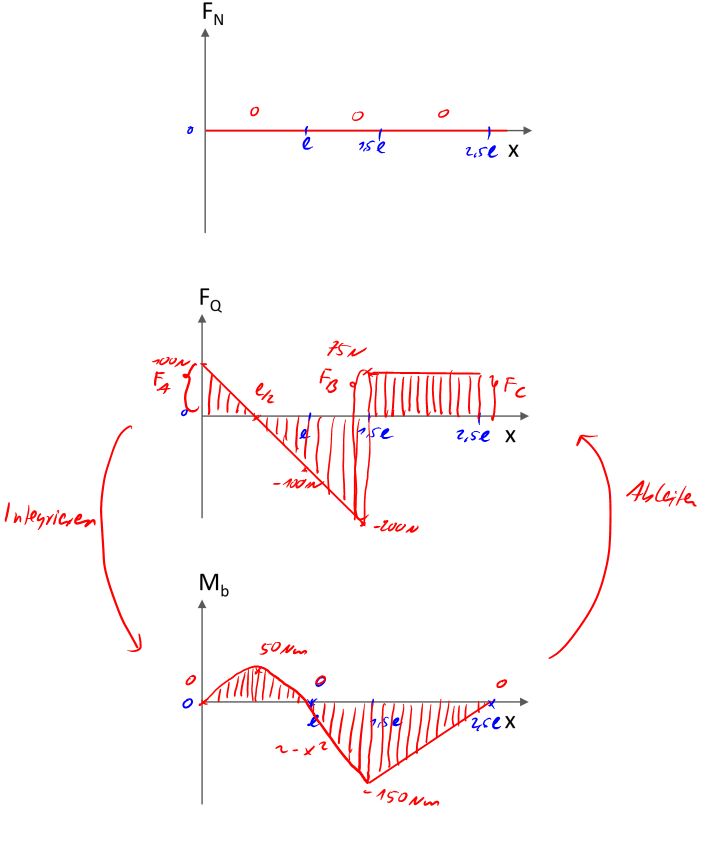 F_N
0 0 0
0
l 1,5l 2,5l x
F_Q
75N
100N
F_A l/2 F_B F_C
0
l 1,5l 2,5l x
-100N
Ableiten
Integrieren
-200N
M_b
50Nm
0 0 0
0
l 1,5l 2,5l x
~ -x²
-150Nm